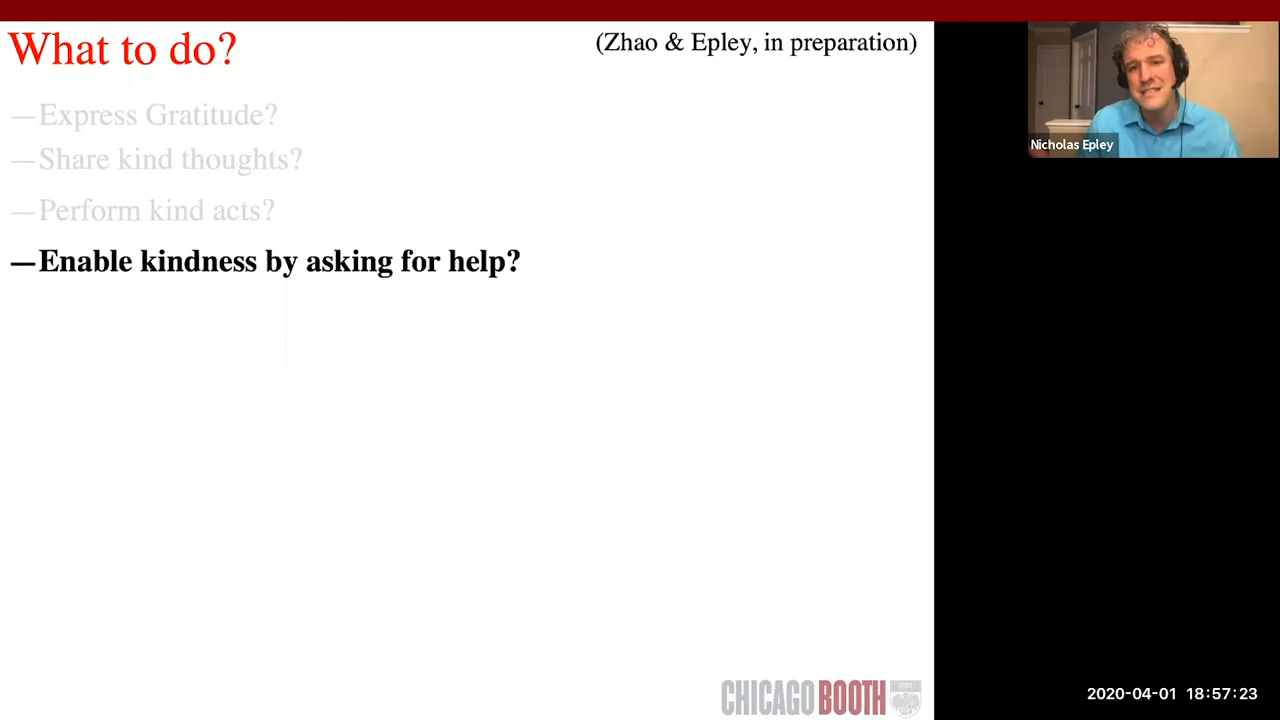 What to do?
(Zhao & Epley, in preparation)
—Express Gratitude?
—Share kind thoughts?
—Perform kind acts?
—Enable kindness by asking for help?
Nicholas Epley
CHICAGO BOOTH
2020-04-01 18:57:23